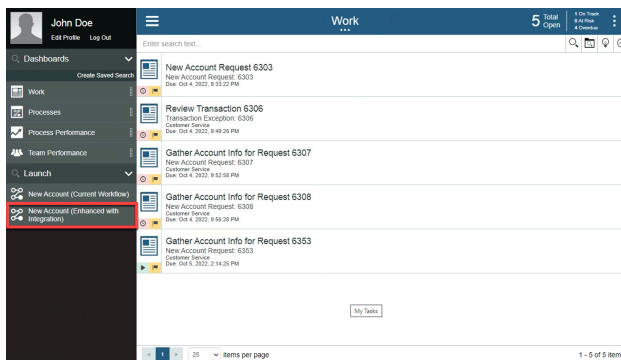 John Doe
Edit Profile Log Out
Dashboards
Create Saved Search
Work
Processes
Process Performance
Team Performance
Launch
New Account (Current Workflow)
New Account (Enhanced with
Integration)
Work
5 Total
Open
1 On Track
0 At Risk
4 Overdue
Enter search text...
New Account Request 6303
New Account Request: 6303
Due: Oct 4, 2022, 9:33:22 PM
Review Transaction 6306
Transaction Exception: 6306
Customer Service
Due: Oct 4, 2022, 9:49:26 PM
Gather Account Info for Request 6307
New Account Request: 6307
Customer Service
Due: Oct 4, 2022, 9:52:58 PM
Gather Account Info for Request 6308
New Account Request: 6308
Customer Service
Due: Oct 4, 2022, 9:56:28 PM
Gather Account Info for Request 6353
New Account Request: 6353
Customer Service
Due: Oct 5, 2022, 2:14:25 PM
My Tasks
1 25 items per page
1 - 5 of 5 item